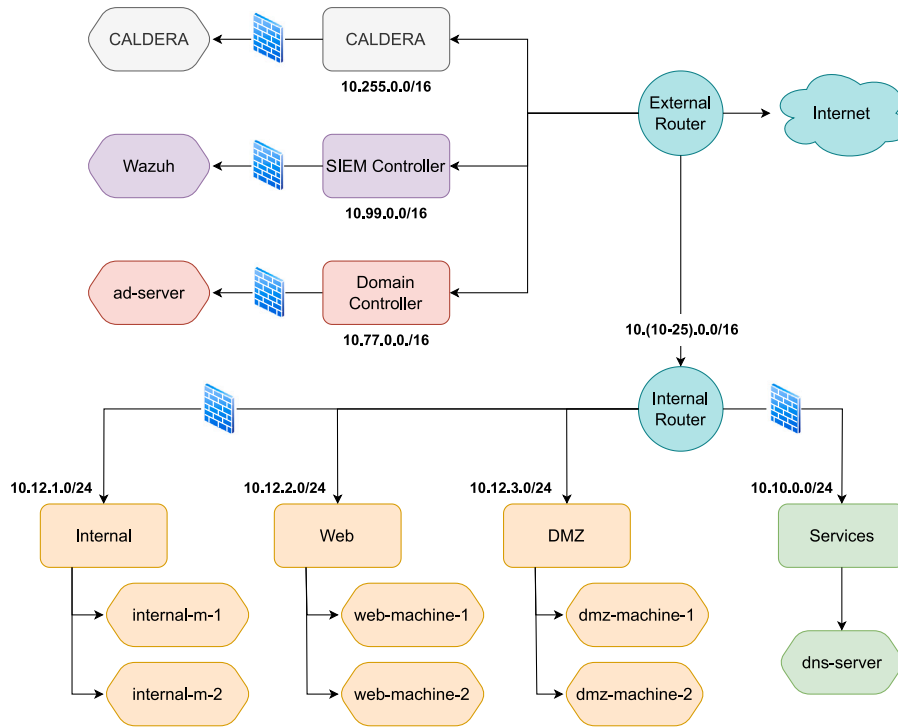 CALDERA
CALDERA
10.255.0.0/16
External
Router
Internet
Wazuh
SIEM Controller
10.99.0.0/16
ad-server
Domain
Controller
10.77.0.0./16
10.(10-25).0.0/16
Internal
Router
10.12.1.0/24
10.12.2.0/24
10.12.3.0/24
10.10.0.0/24
Internal
Web
DMZ
Services
internal-m-1
web-machine-1
dmz-machine-1
dns-server
internal-m-2
web-machine-2
dmz-machine-2